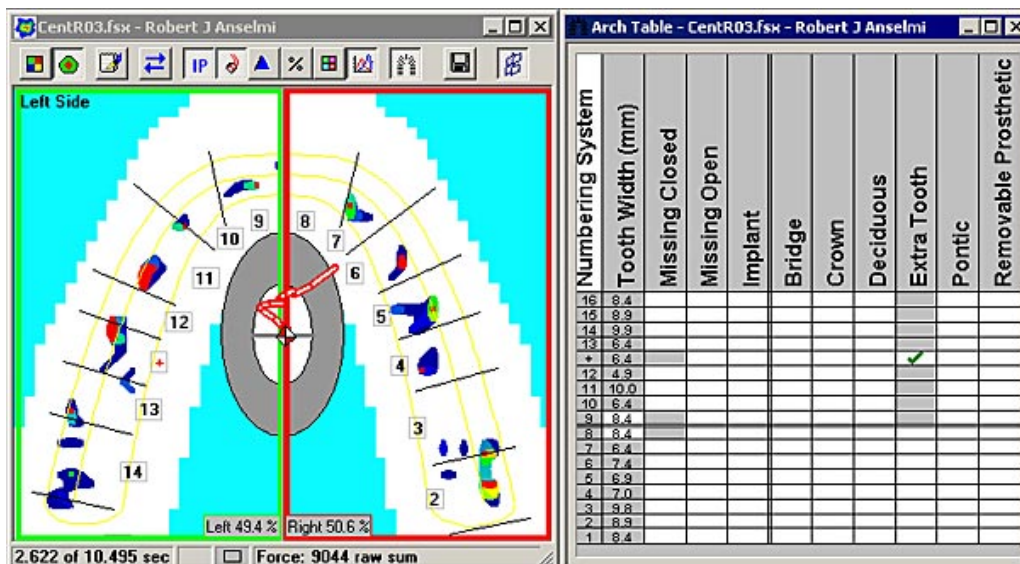 CentR03.fsx - Robert J Anselmi
IP %
Left Side
9 8
10 7
11 6
12 5
+ 4
13 3
14 2
Left 49.4 % Right 50.6 %
2.622 of 10.495 sec Force: 9044 raw sum
Arch Table - CentR03.fsx - Robert J Anselmi
Numbering System
Tooth Width (mm)
Missing Closed
Missing Open
Implant
Bridge
Crown
Deciduous
Extra Tooth
Pontic
Removable Prosthetic
16 8.4
15 8.9
14 9.9
13 6.4
+ 6.4
12 4.9
11 10.0
10 6.4
9 8.4
8 8.4
7 6.4
6 7.4
5 6.9
4 7.0
3 9.8
2 8.9
1 8.4